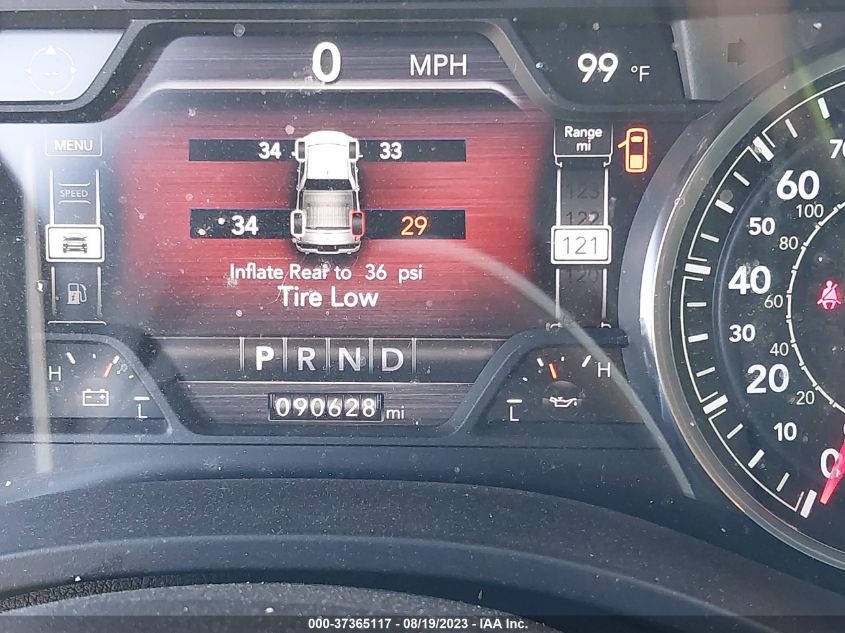 0 MPH
99 °F
MENU
SPEED
34 33
34 29
Inflate Rear to 36 psi
Tire Low
Range
mi
123
122
121
120
P R N D
090628 mi
H
L
H
L
70
60
50
40
30
20
10
0
100
80
60
40
20
000-37365117 - 08/19/2023 - IAA Inc.